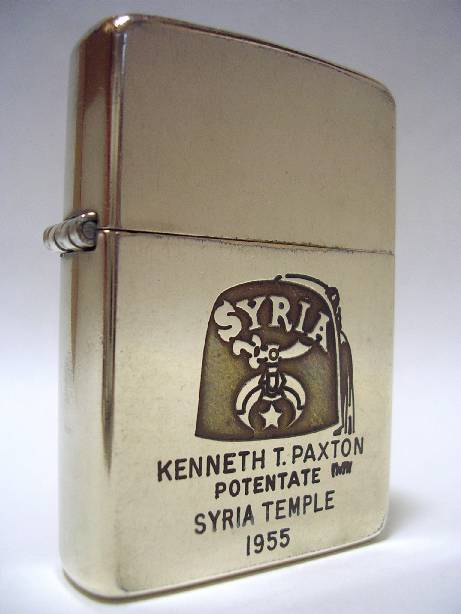 SYRIA
KENNETH T. PAXTON
POTENTATE
SYRIA TEMPLE
1955